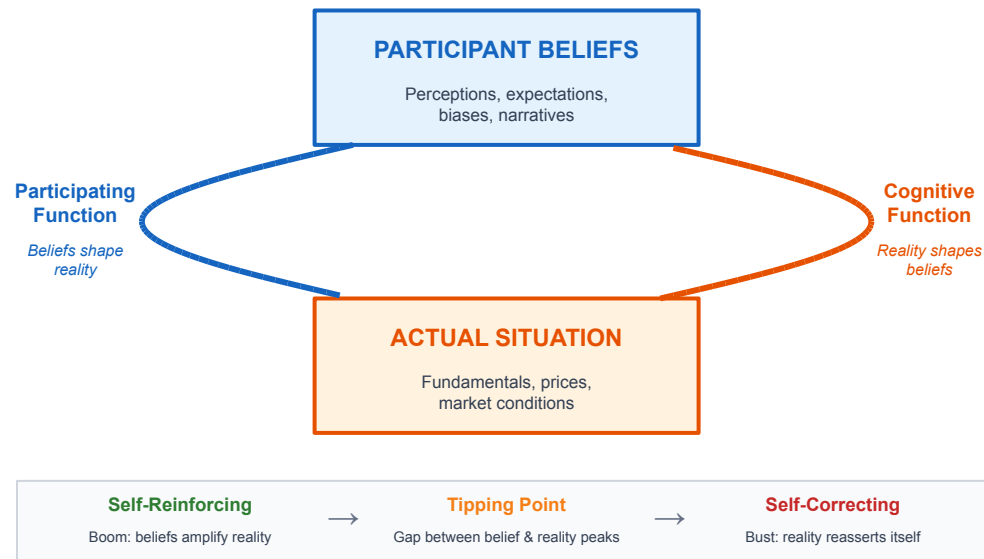 PARTICIPANT BELIEFS
Perceptions, expectations,
biases, narratives
Participating
Function
Beliefs shape
reality
Cognitive
Function
Reality shapes
beliefs
ACTUAL SITUATION
Fundamentals, prices,
market conditions
Self-Reinforcing → Tipping Point → Self-Correcting
Boom: beliefs amplify reality Gap between belief & reality peaks Bust: reality reasserts itself